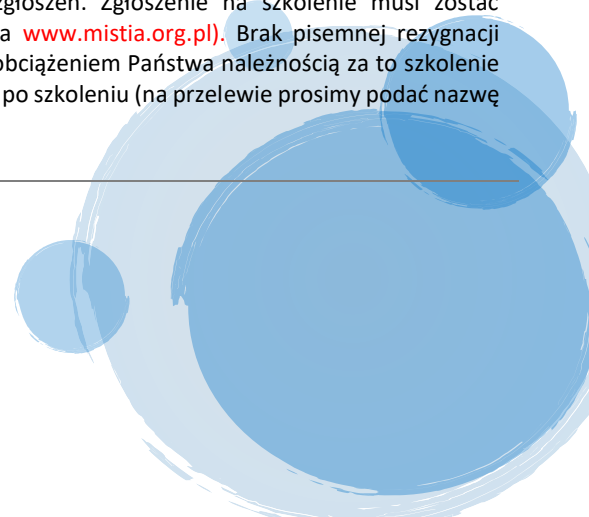 zgłoszeń. Zgłoszenie na szkolenie musi zostać
a www.mistia.org.pl). Brak pisemnej rezygnacji
obciążeniem Państwa należnością za to szkolenie
po szkoleniu (na przelewie prosimy podać nazwę